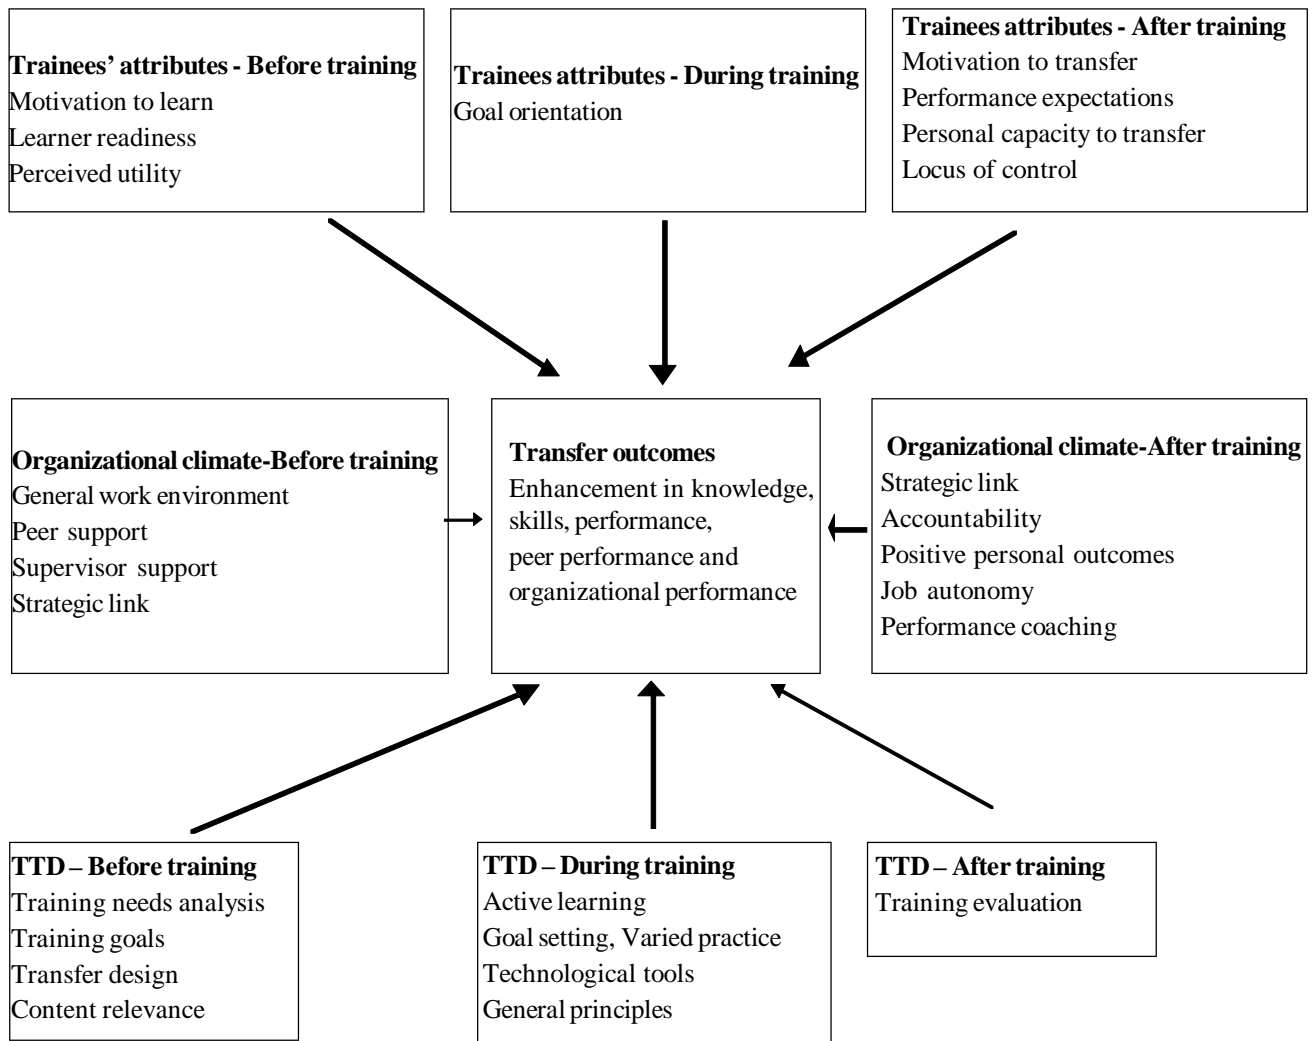 Trainees’ attributes - Before training
Motivation to learn
Learner readiness
Perceived utility
Trainees attributes - During training
Goal orientation
Trainees attributes - After training
Motivation to transfer
Performance expectations
Personal capacity to transfer
Locus of control
Organizational climate-Before training
General work environment
Peer support
Supervisor support
Strategic link
Transfer outcomes
Enhancement in knowledge,
skills, performance,
peer performance and
organizational performance
Organizational climate-After training
Strategic link
Accountability
Positive personal outcomes
Job autonomy
Performance coaching
TTD – Before training
Training needs analysis
Training goals
Transfer design
Content relevance
TTD – During training
Active learning
Goal setting, Varied practice
Technological tools
General principles
TTD – After training
Training evaluation